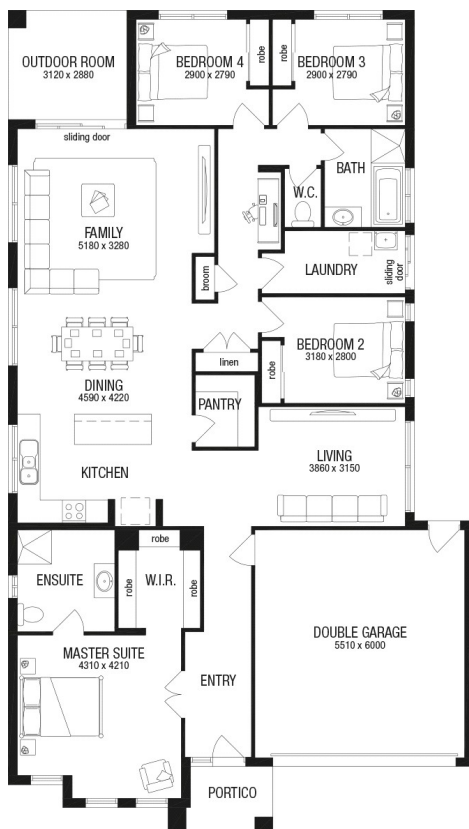 OUTDOOR ROOM
3120 x 2880
sliding door
BEDROOM 4
2900 x 2790
robe
robe
BEDROOM 3
2900 x 2790
BATH
W.C.
FAMILY
5180 x 3280
broom
LAUNDRY
sliding
door
BEDROOM 2
3180 x 2800
robe
linen
DINING
4590 x 4220
PANTRY
KITCHEN
LIVING
3860 x 3150
robe
ENSUITE
robe
W.I.R.
robe
MASTER SUITE
4310 x 4210
ENTRY
DOUBLE GARAGE
5510 x 6000
PORTICO